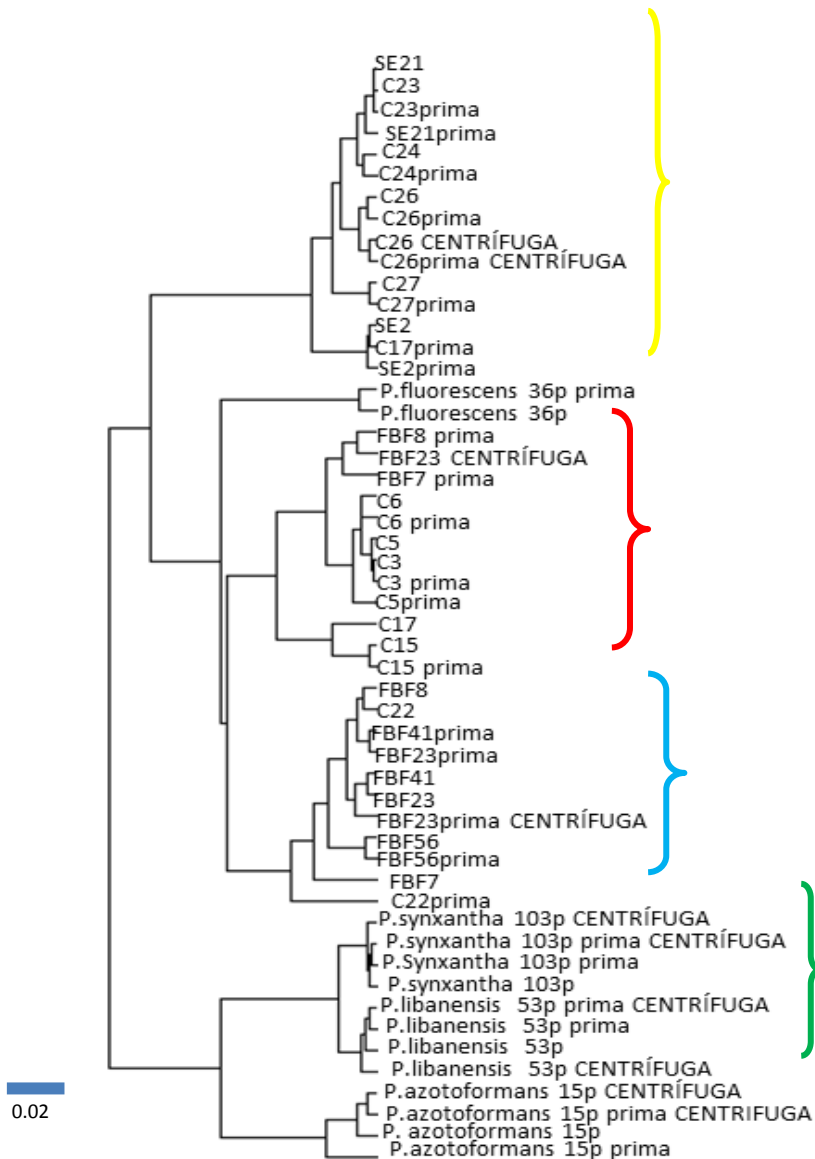 SE21
C23
C23prima
SE21prima
C24
C24prima
C26
C26prima
C26 CENTRÍFUGA
C26prima CENTRÍFUGA
C27
C27prima
SE2
C17prima
SE2prima
P.fluorescens 36p prima
P.fluorescens 36p
FBF8 prima
FBF23 CENTRÍFUGA
FBF7 prima
C6
C6 prima
C5
C3
C3 prima
C5prima
C17
C15
C15 prima
FBF8
C22
FBF41prima
FBF23prima
FBF41
FBF23
FBF23prima CENTRÍFUGA
FBF56
FBF56prima
FBF7
C22prima
P.synxantha 103p CENTRÍFUGA
P.synxantha 103p prima CENTRÍFUGA
P.Synxantha 103p prima
P.synxantha 103p
P.libanensis 53p prima CENTRÍFUGA
P.libanensis 53p prima
P.libanensis 53p
P.libanensis 53p CENTRÍFUGA
P.azotoformans 15p CENTRÍFUGA
P.azotoformans 15p prima CENTRIFUGA
P. azotoformans 15p
P.azotoformans 15p prima
0.02